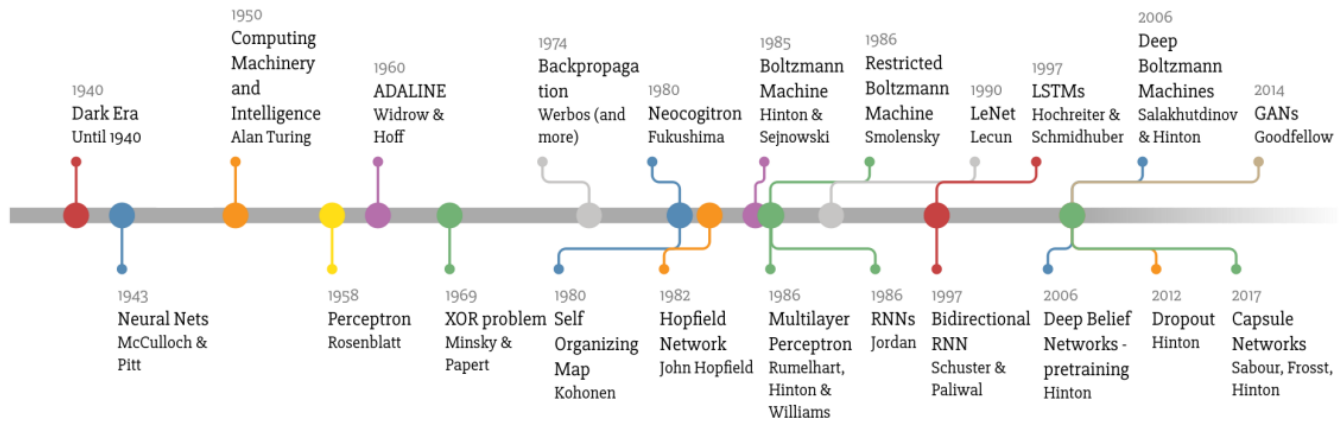 1940
Dark Era
Until 1940
1950
Computing
Machinery
and
Intelligence
Alan Turing
1960
ADALINE
Widrow &
Hoff
1974
Backpropaga
tion
Werbos (and
more)
1980
Neocogitron
Fukushima
1985
Boltzmann
Machine
Hinton &
Sejnowski
1986
Restricted
Boltzmann
Machine
Smolensky
1990
LeNet
Lecun
1997
LSTMs
Hochreiter &
Schmidhuber
2006
Deep
Boltzmann
Machines
Salakhutdinov
& Hinton
2014
GANs
Goodfellow
1943
Neural Nets
McCulloch &
Pitt
1958
Perceptron
Rosenblatt
1969
XOR problem
Minsky &
Papert
1980
Self
Organizing
Map
Kohonen
1982
Hopfield
Network
John Hopfield
1986
Multilayer
Perceptron
Rumelhart,
Hinton &
Williams
1986
RNNs
Jordan
1997
Bidirectional
RNN
Schuster &
Paliwal
2006
Deep Belief
Networks -
pretraining
Hinton
2012
Dropout
Hinton
2017
Capsule
Networks
Sabour, Frosst,
Hinton